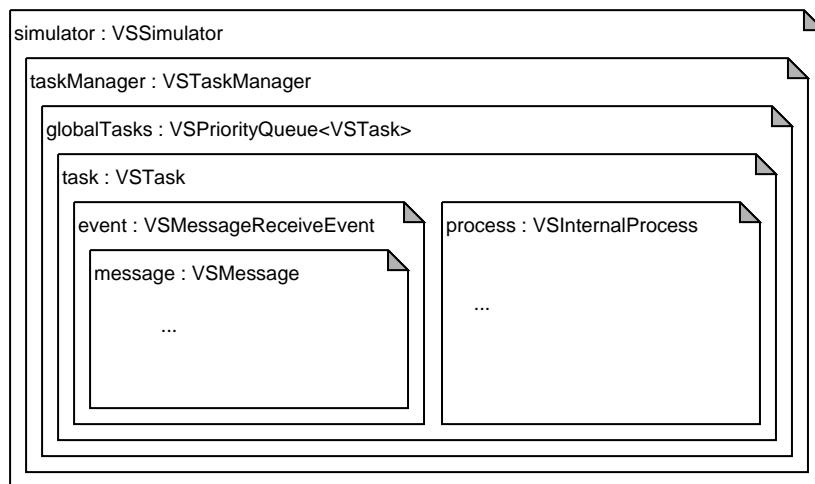 simulator : VSSimulator
taskManager : VSTaskManager
globalTasks : VSPriorityQueue<VSTask>
task : VSTask
event : VSMessageReceiveEvent
process : VSInternalProcess
message : VSMessage
...
...